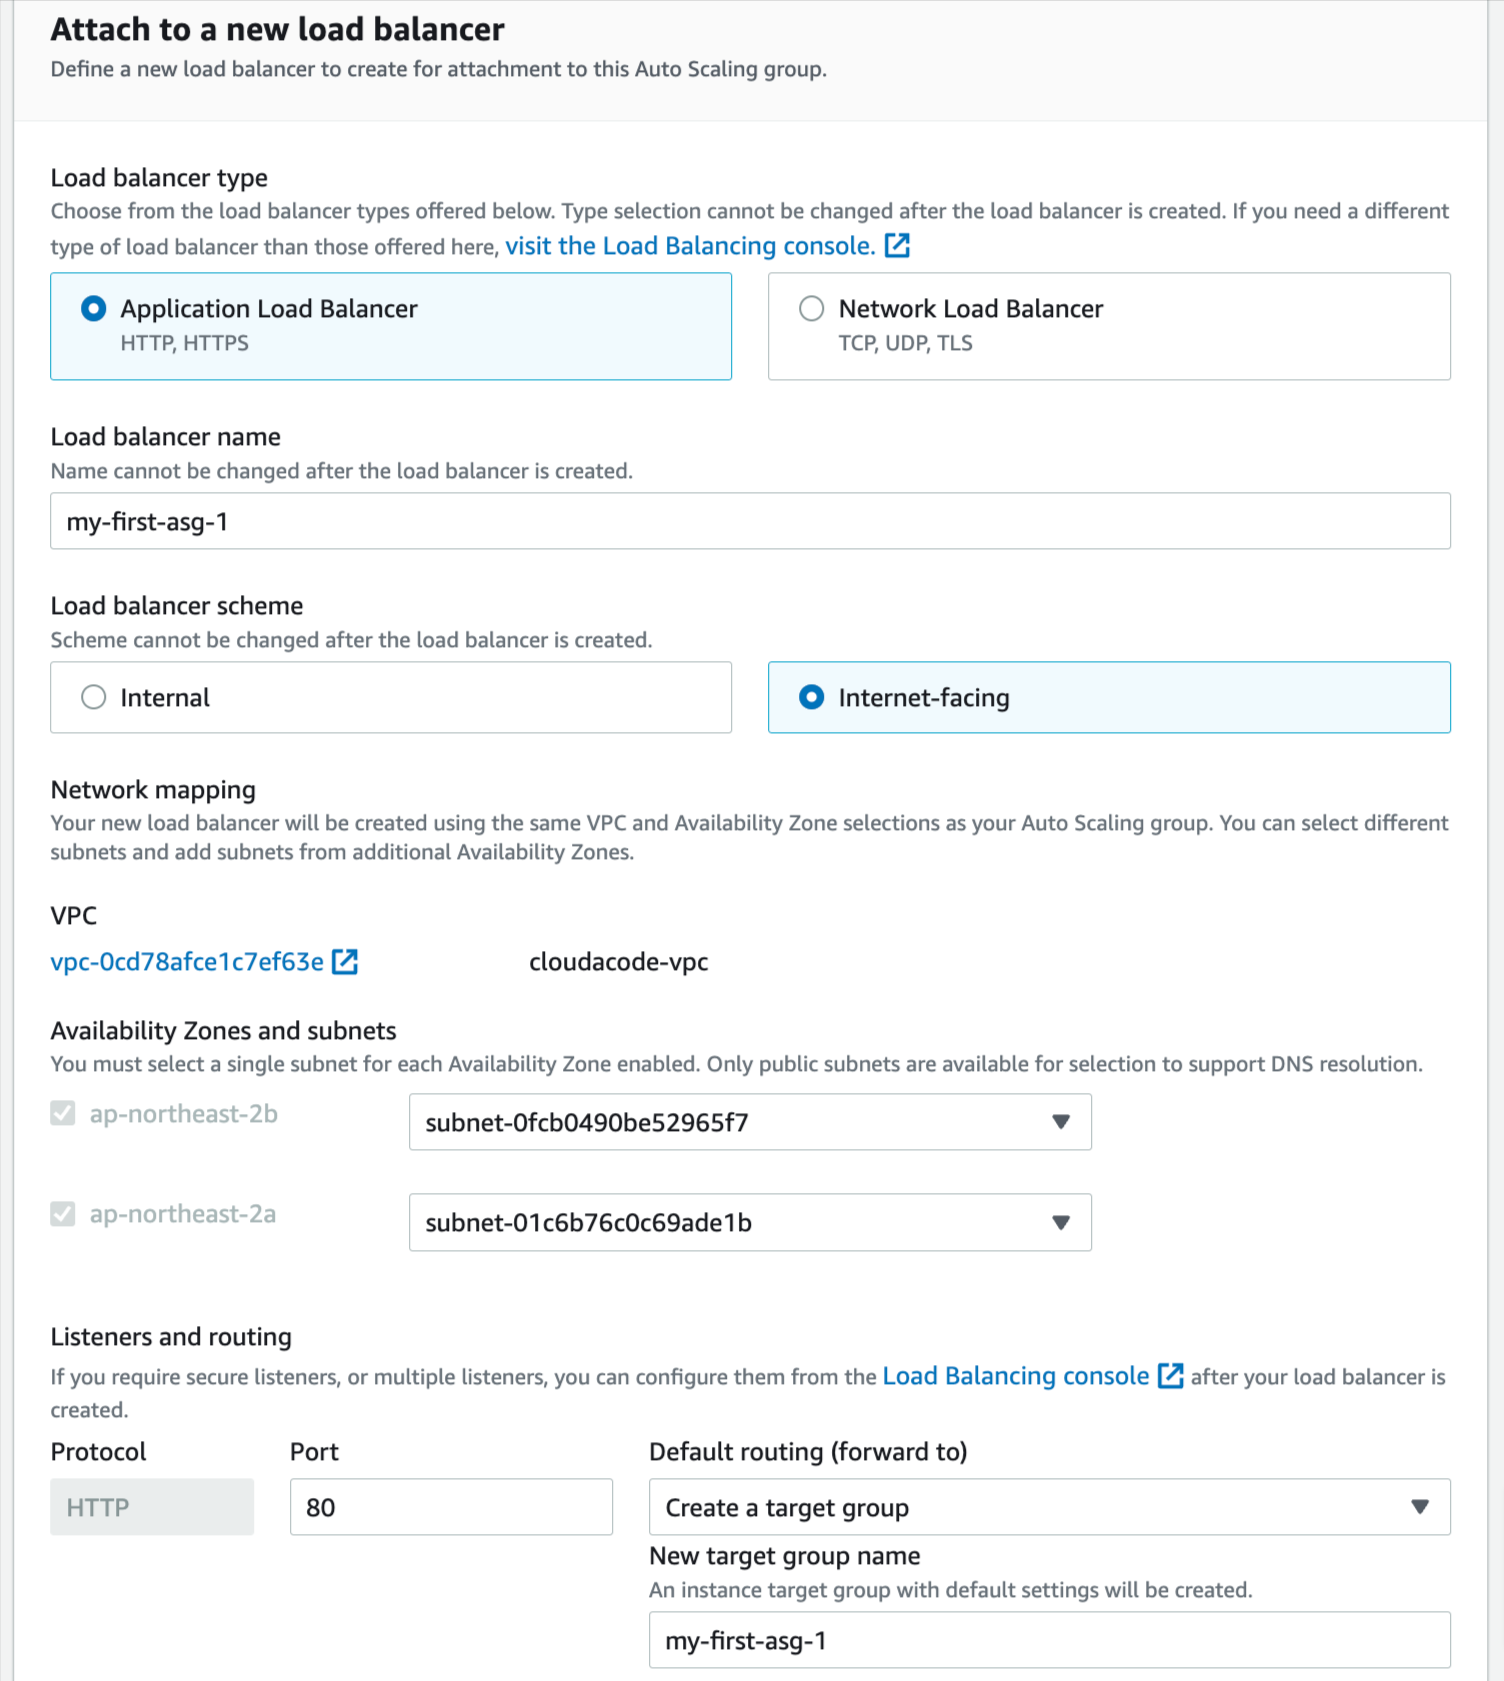 Attach to a new load balancer
Define a new load balancer to create for attachment to this Auto Scaling group.
Load balancer type
Choose from the load balancer types offered below. Type selection cannot be changed after the load balancer is created. If you need a different
type of load balancer than those offered here, visit the Load Balancing console.
Application Load Balancer
HTTP, HTTPS
Network Load Balancer
TCP, UDP, TLS
Load balancer name
Name cannot be changed after the load balancer is created.
my-first-asg-1
Load balancer scheme
Scheme cannot be changed after the load balancer is created.
Internal
Internet-facing
Network mapping
Your new load balancer will be created using the same VPC and Availability Zone selections as your Auto Scaling group. You can select different
subnets and add subnets from additional Availability Zones.
VPC
vpc-0cd78afce1c7ef63e
cloudacode-vpc
Availability Zones and subnets
You must select a single subnet for each Availability Zone enabled. Only public subnets are available for selection to support DNS resolution.
ap-northeast-2b
subnet-0fcb0490be52965f7
ap-northeast-2a
subnet-01c6b76c0c69ade1b
Listeners and routing
If you require secure listeners, or multiple listeners, you can configure them from the Load Balancing console after your load balancer is
created.
Protocol
Port
Default routing (forward to)
HTTP
80
Create a target group
New target group name
An instance target group with default settings will be created.
my-first-asg-1